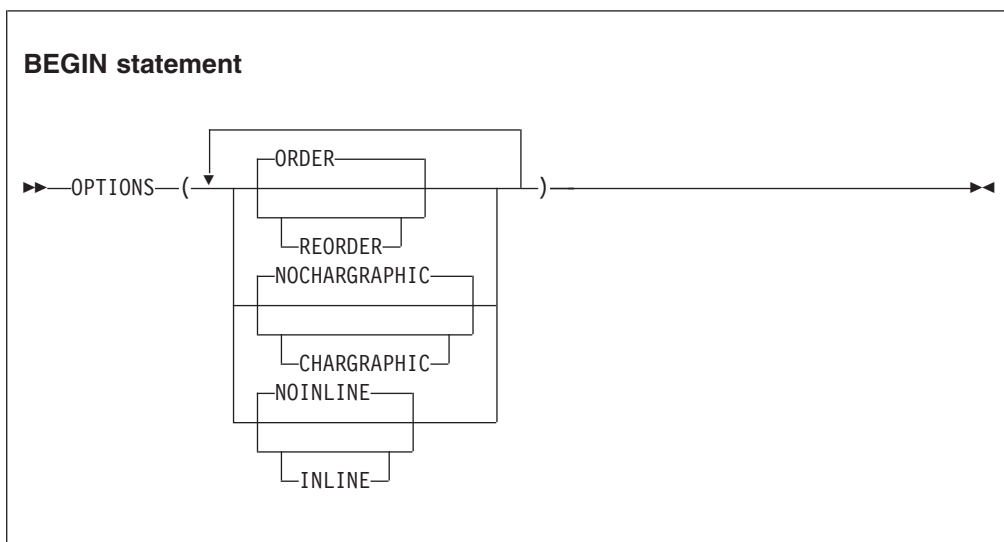 BEGIN statement
ORDER
OPTIONS ( )
REORDER
NOCHARGRAPHIC
CHARGRAPHIC
NOINLINE
INLINE